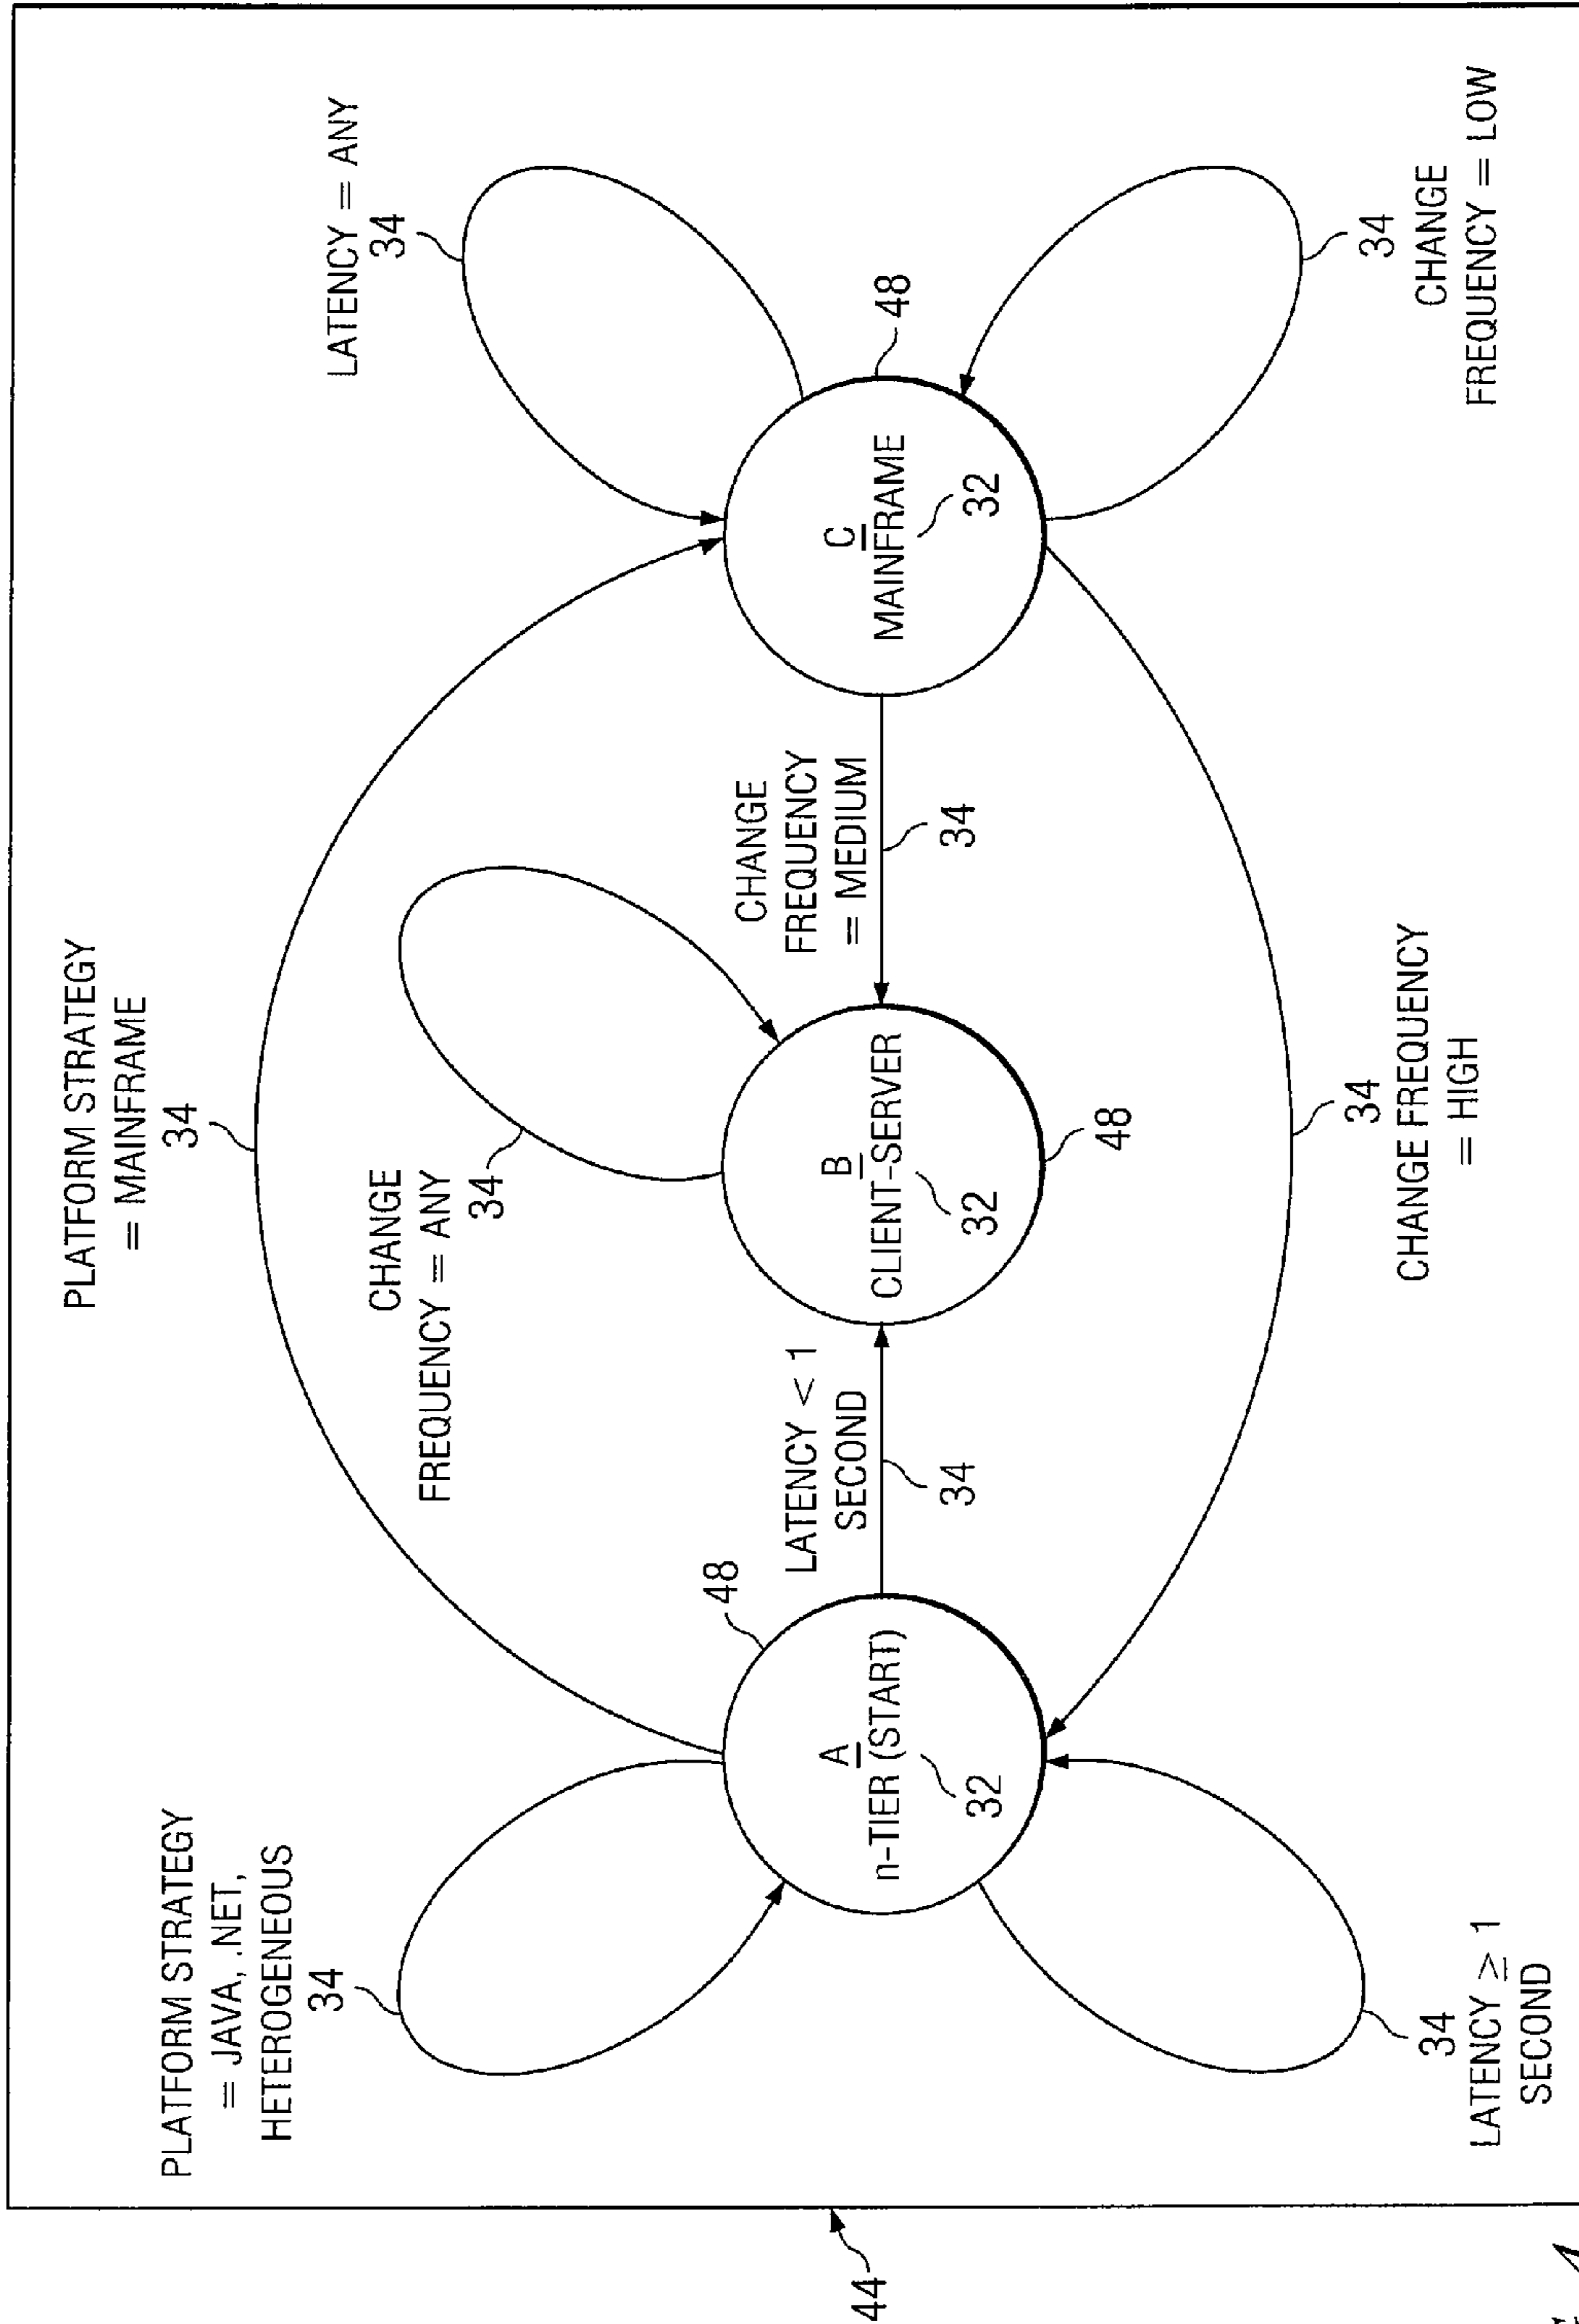 PLATFORM STRATEGY
= MAINFRAME
34
PLATFORM STRATEGY
= JAVA, .NET,
HETEROGENEOUS
34
LATENCY = ANY
34
CHANGE
FREQUENCY = ANY
34
48
A
n-TIER (START)
32
LATENCY < 1
SECOND
34
B
CLIENT-SERVER
32
48
CHANGE
FREQUENCY
= MEDIUM
34
C
MAINFRAME
32
48
34
LATENCY ≥ 1
SECOND
34
CHANGE FREQUENCY
= HIGH
34
CHANGE
FREQUENCY = LOW
44